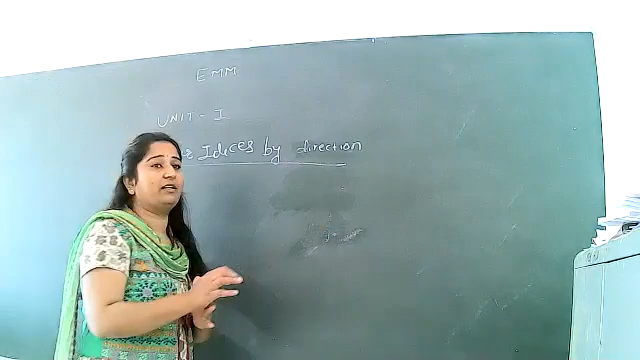 EMM
UNIT - I
Idices by direction